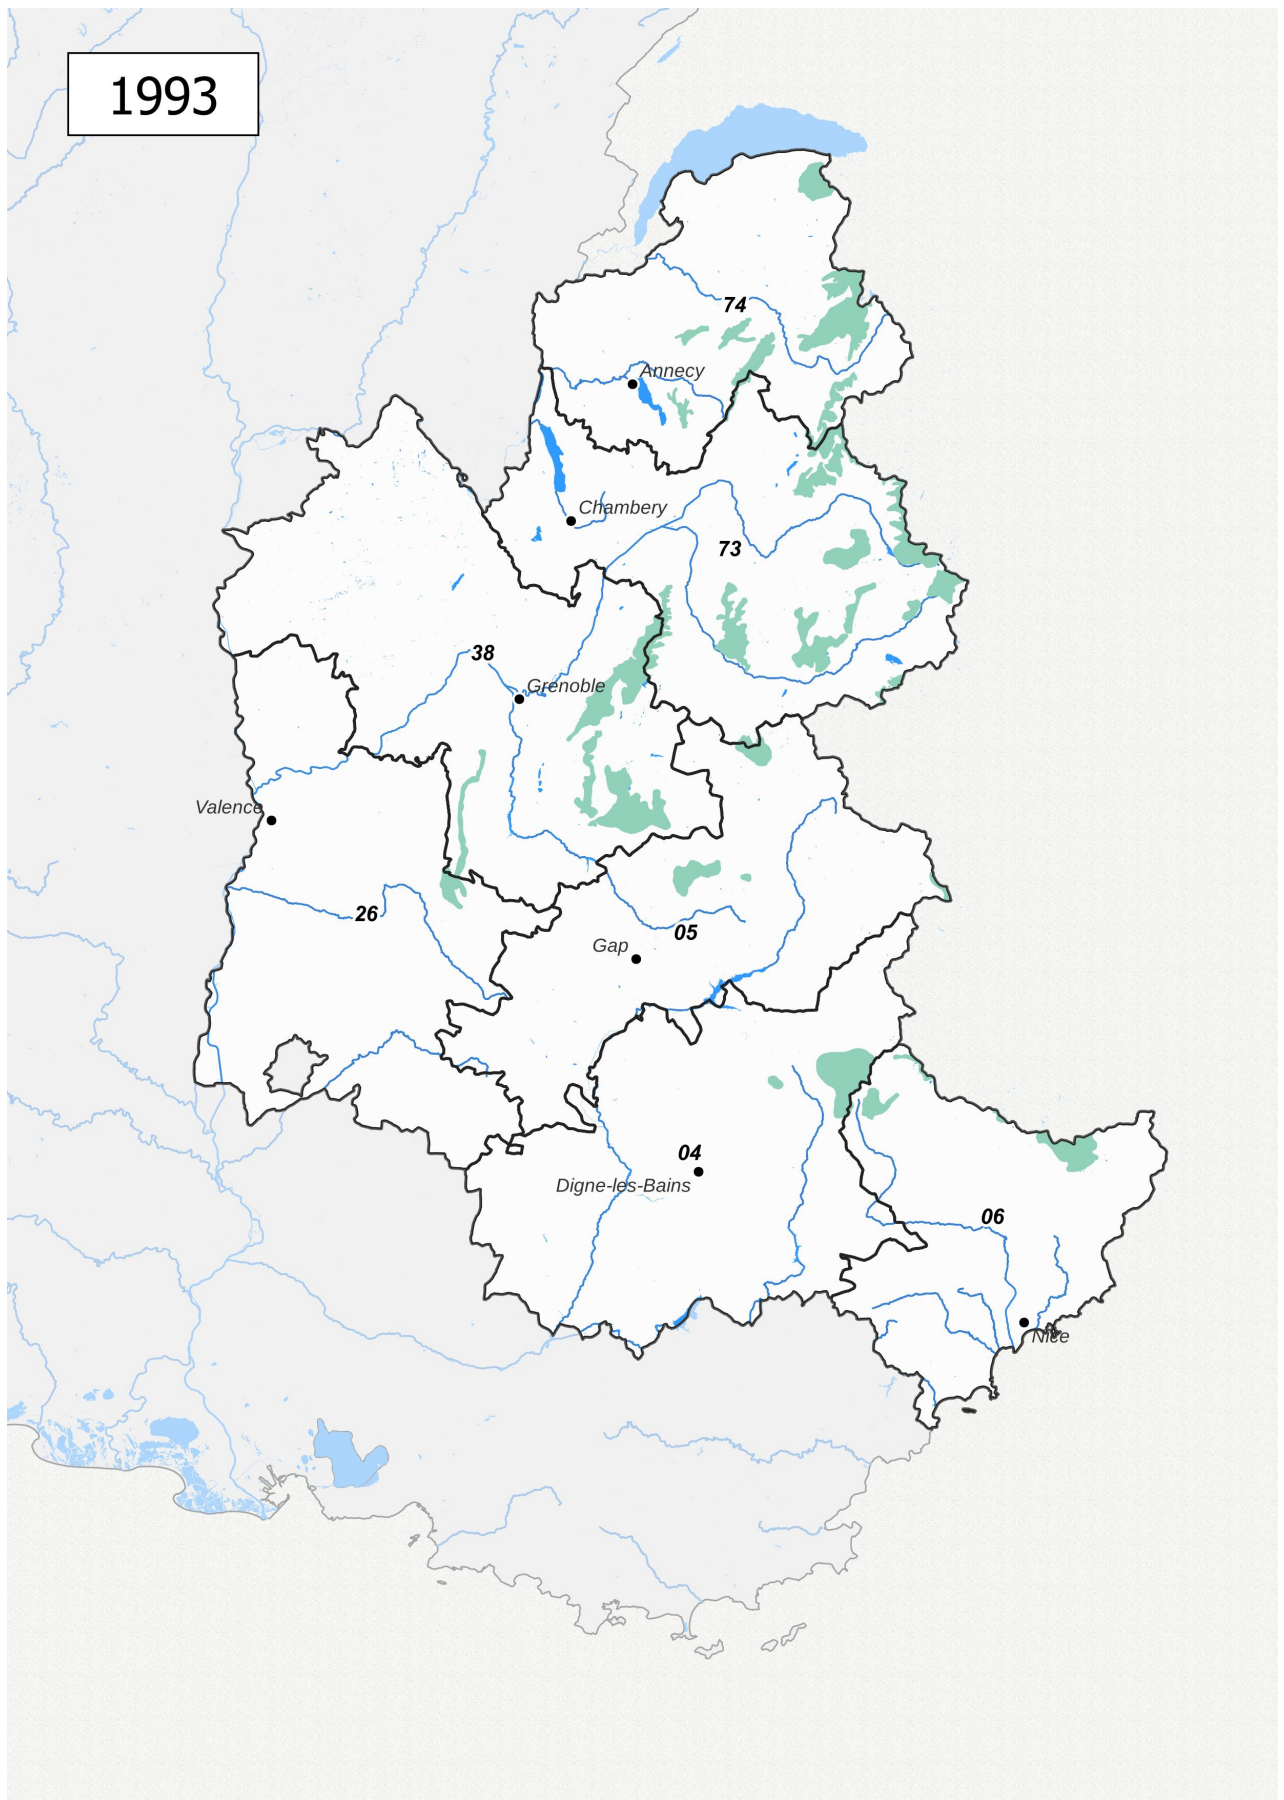 1993
74
Annecy
Chambery
73
38
Grenoble
Valence
26
05
Gap
04
Digne-les-Bains
06
Nice